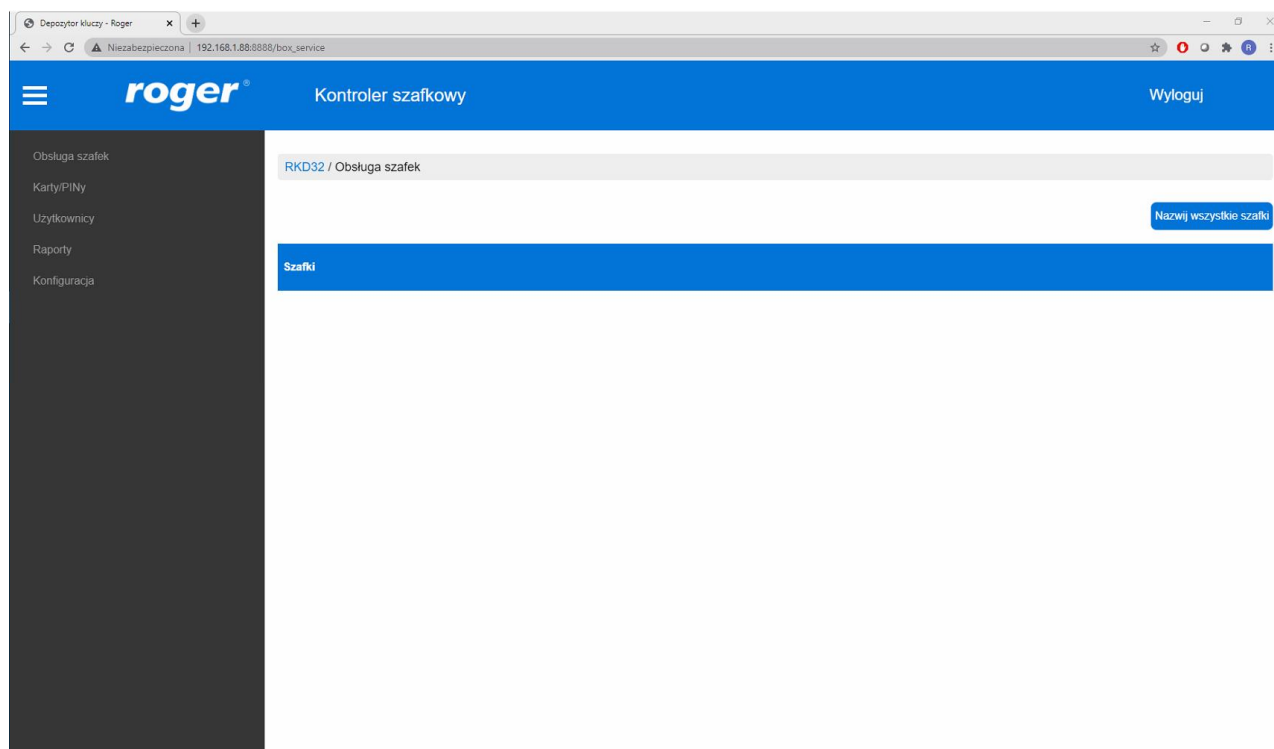 Depozytor kluczy - Roger
Niezabezpieczona | 192.168.1.88:8888/box_service
R
roger®
Kontroler szafkowy
Wyloguj
Obsługa szafek
Karty/PINy
Użytkownicy
Raporty
Konfiguracja
RKD32 / Obsługa szafek
Nazwij wszystkie szafki
Szafki